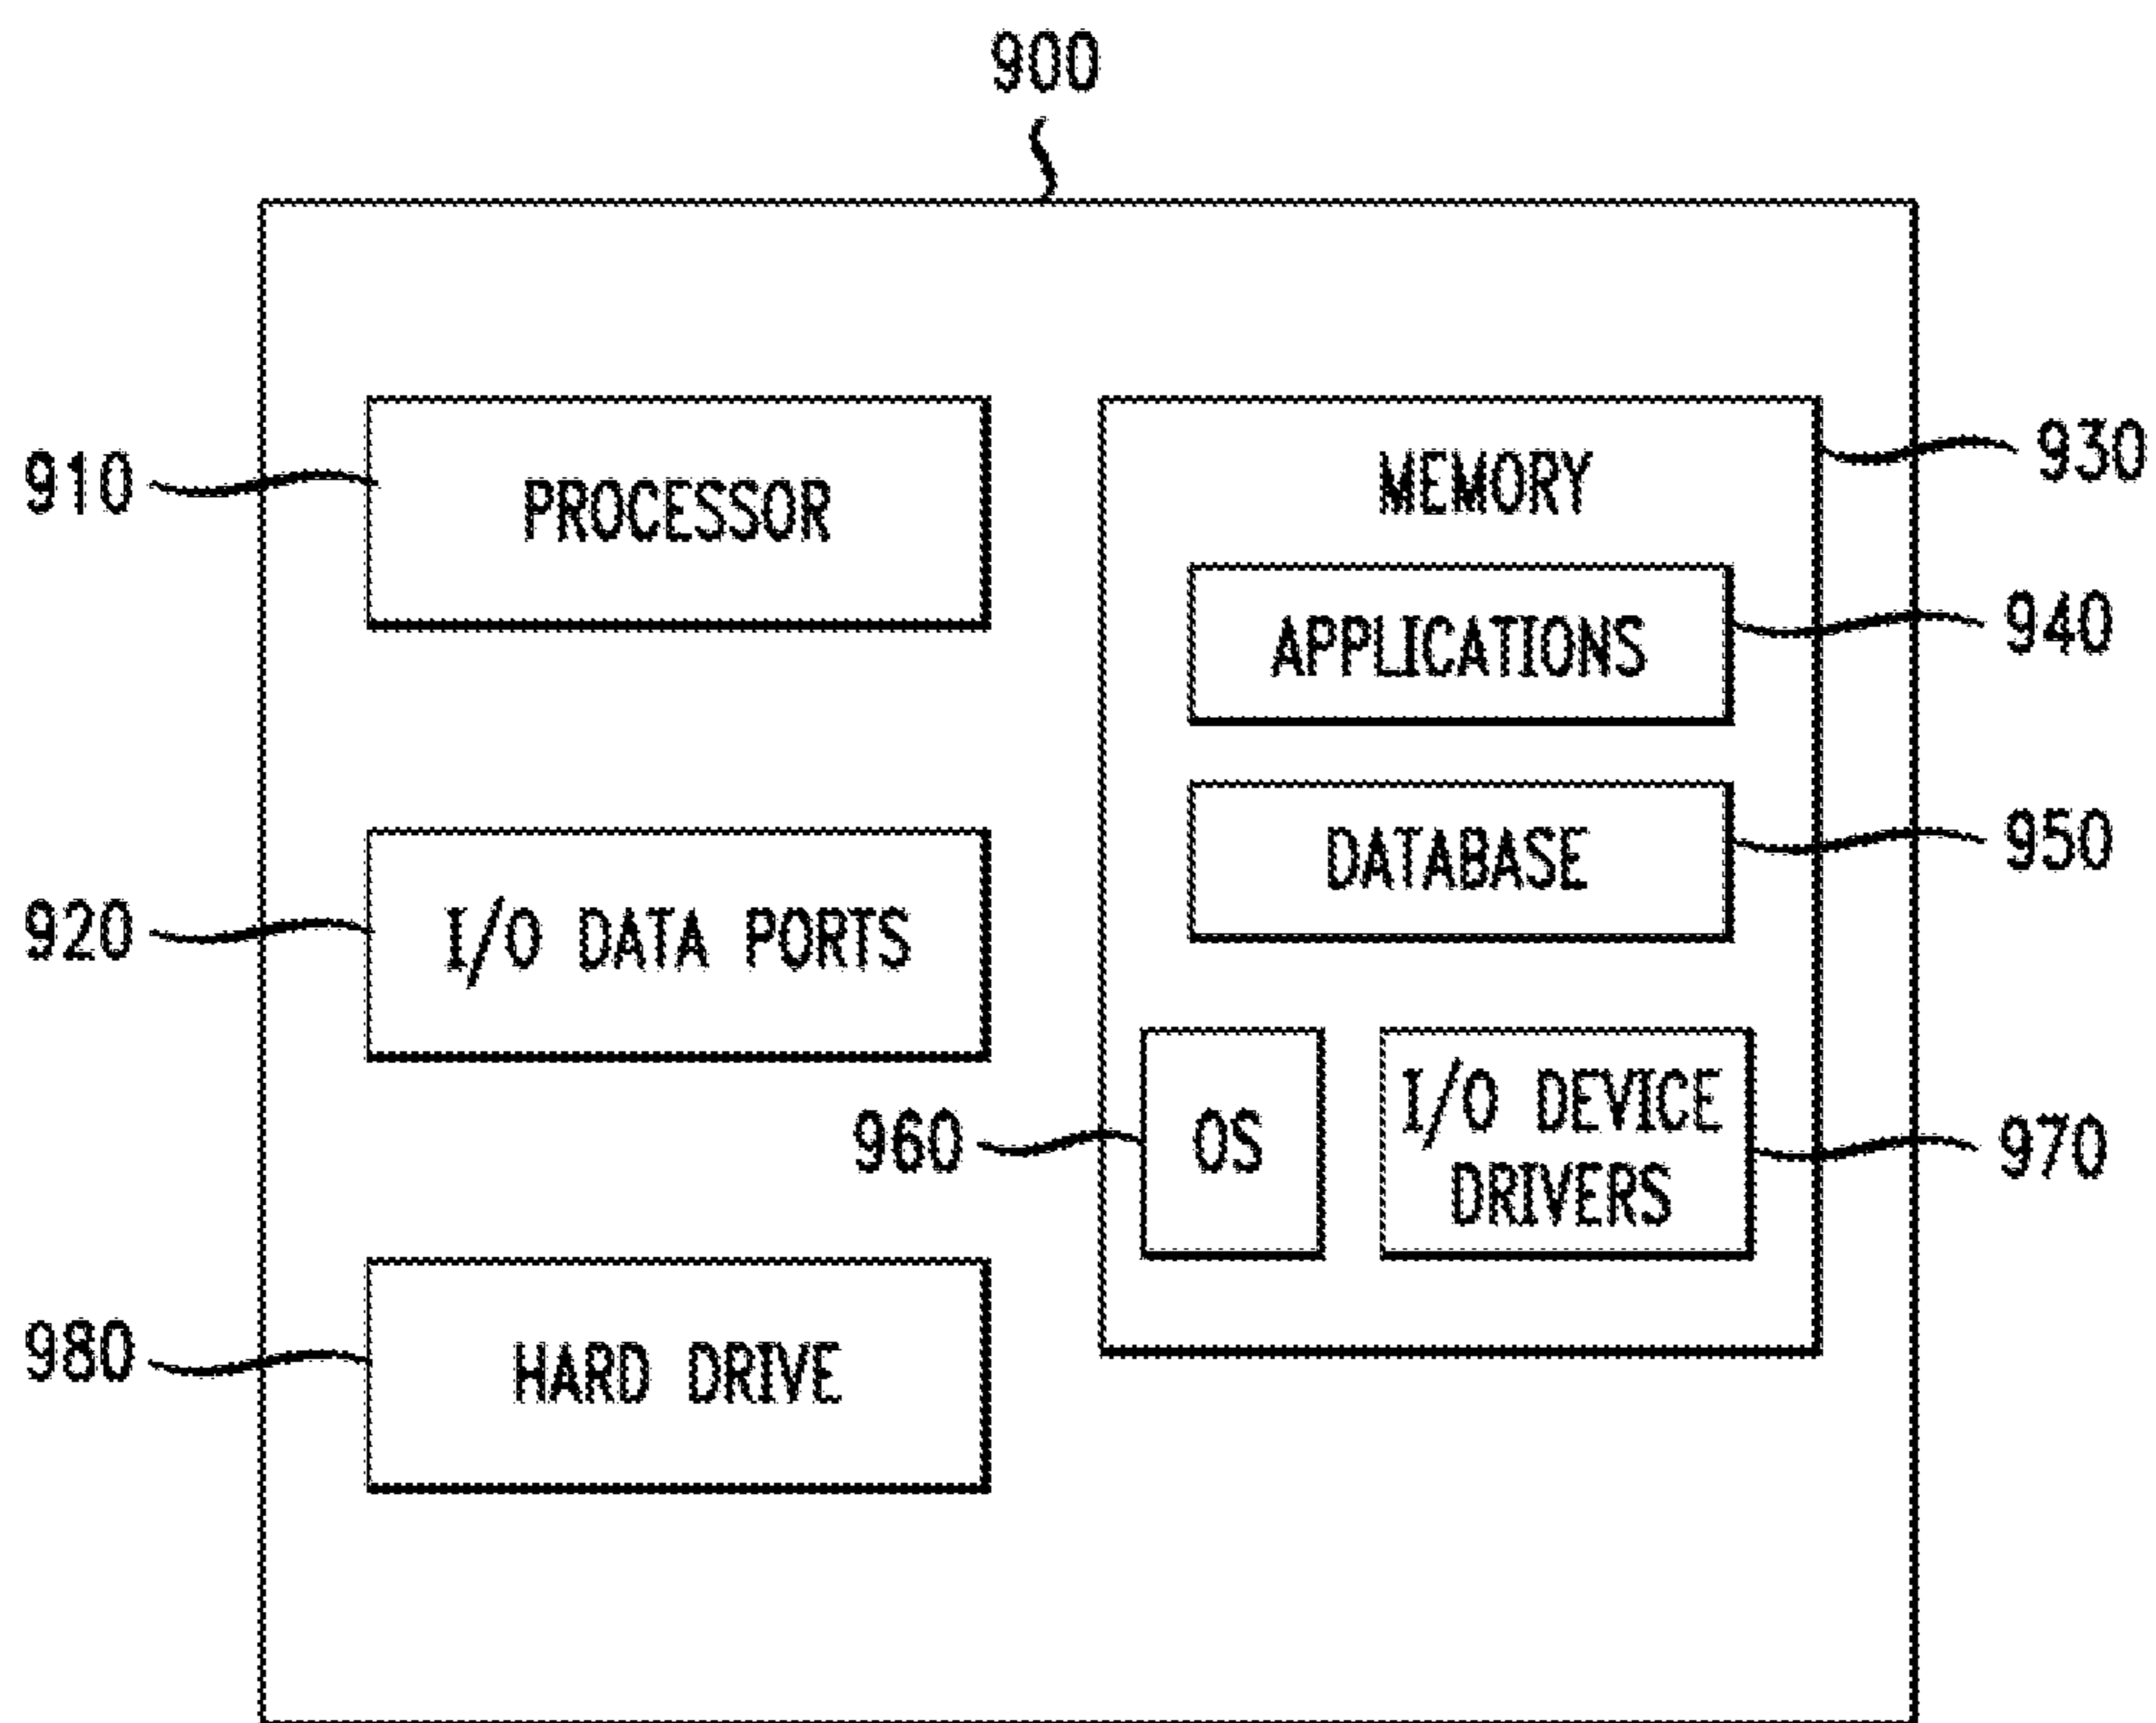 900
910
PROCESSOR
MEMORY
930
APPLICATIONS
940
DATABASE
950
920
I/O DATA PORTS
960
OS
I/O DEVICE
DRIVERS
970
980
HARD DRIVE